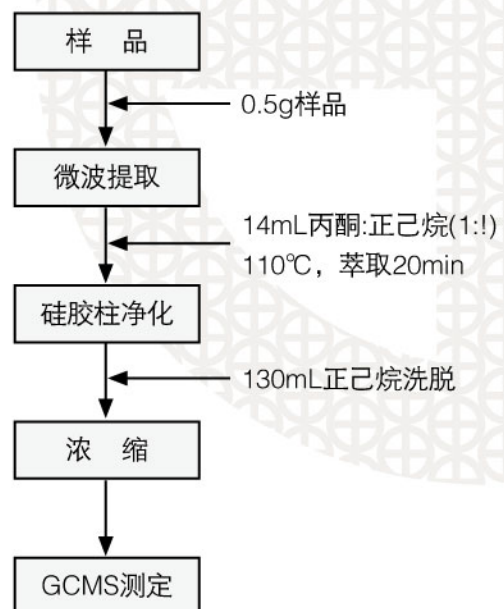 样 品
0.5g样品
微波提取
14mL丙酮:正己烷(1:!)
110℃，萃取20min
硅胶柱净化
130mL正己烷洗脱
浓 缩
GCMS测定